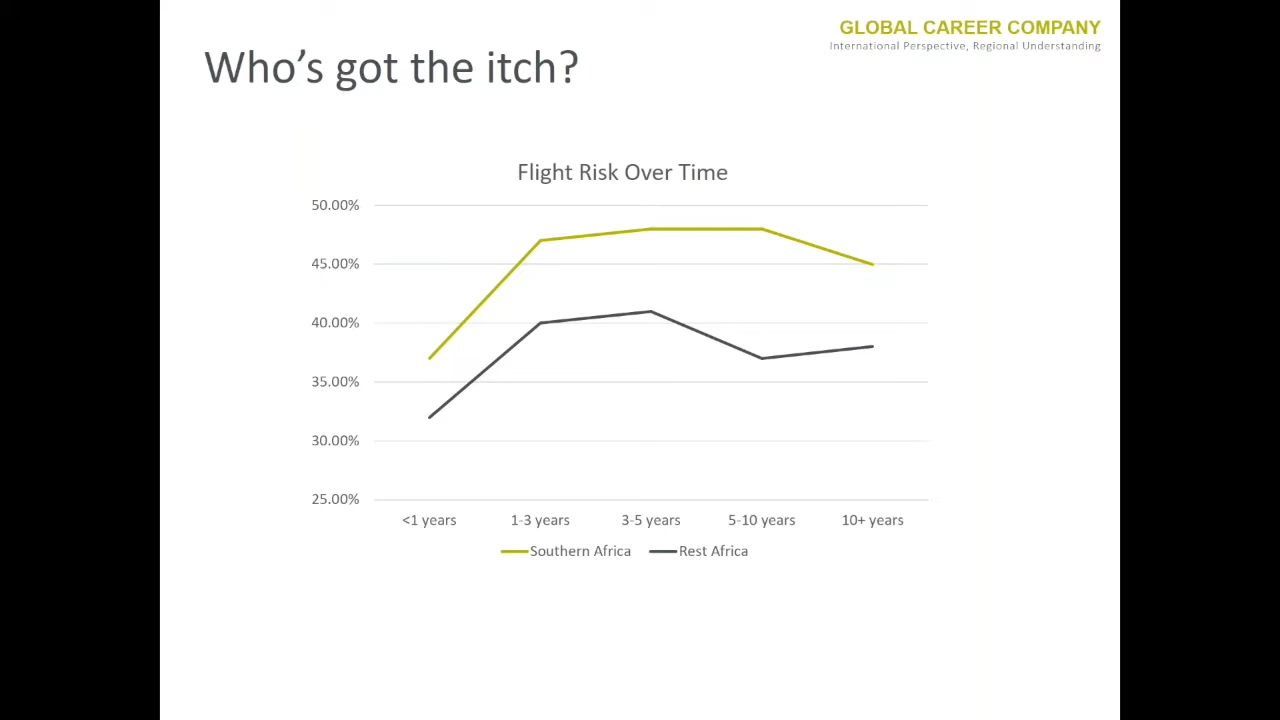 GLOBAL CAREER COMPANY
International Perspective, Regional Understanding
Who’s got the itch?
Flight Risk Over Time
50.00%
45.00%
40.00%
35.00%
30.00%
25.00%
<1 years 1-3 years 3-5 years 5-10 years 10+ years
Southern Africa Rest Africa